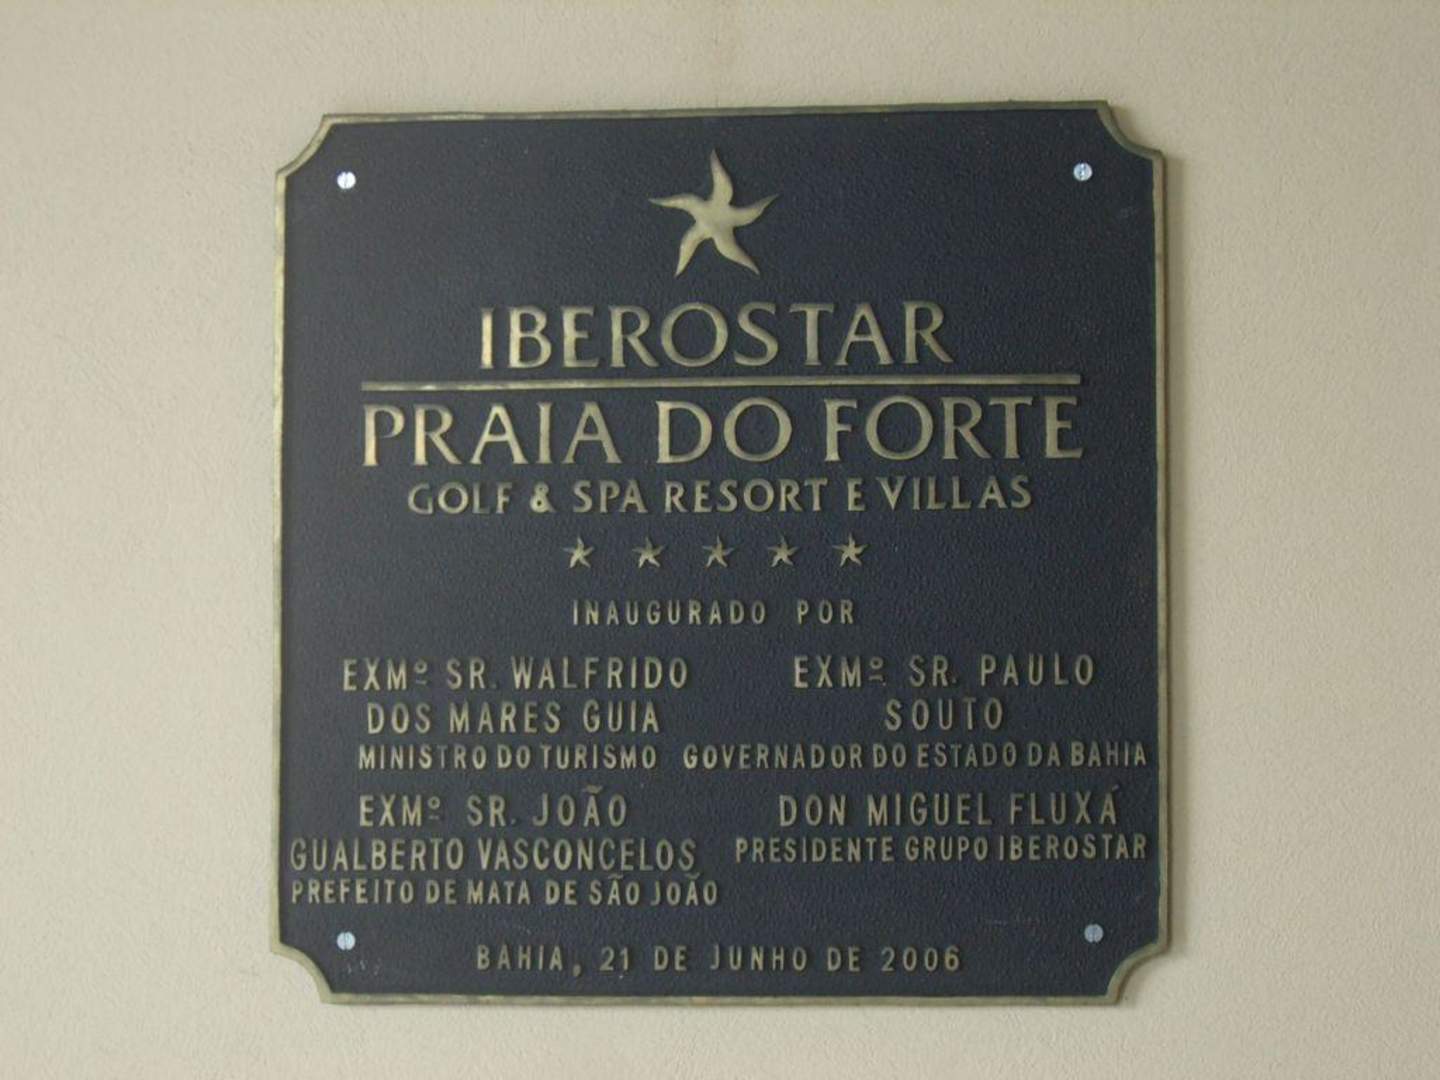 IBEROSTAR
PRAIA DO FORTE
GOLF & SPA RESORT E VILLAS
INAUGURADO POR
EXMº SR. WALFRIDO
DOS MARES GUIA
MINISTRO DO TURISMO
EXMº SR. PAULO
SOUTO
GOVERNADOR DO ESTADO DA BAHIA
EXMº SR. JOÃO
GUALBERTO VASCONCELOS
PREFEITO DE MATA DE SÃO JOÃO
DON MIGUEL FLUXÁ
PRESIDENTE GRUPO IBEROSTAR
BAHIA, 21 DE JUNHO DE 2006